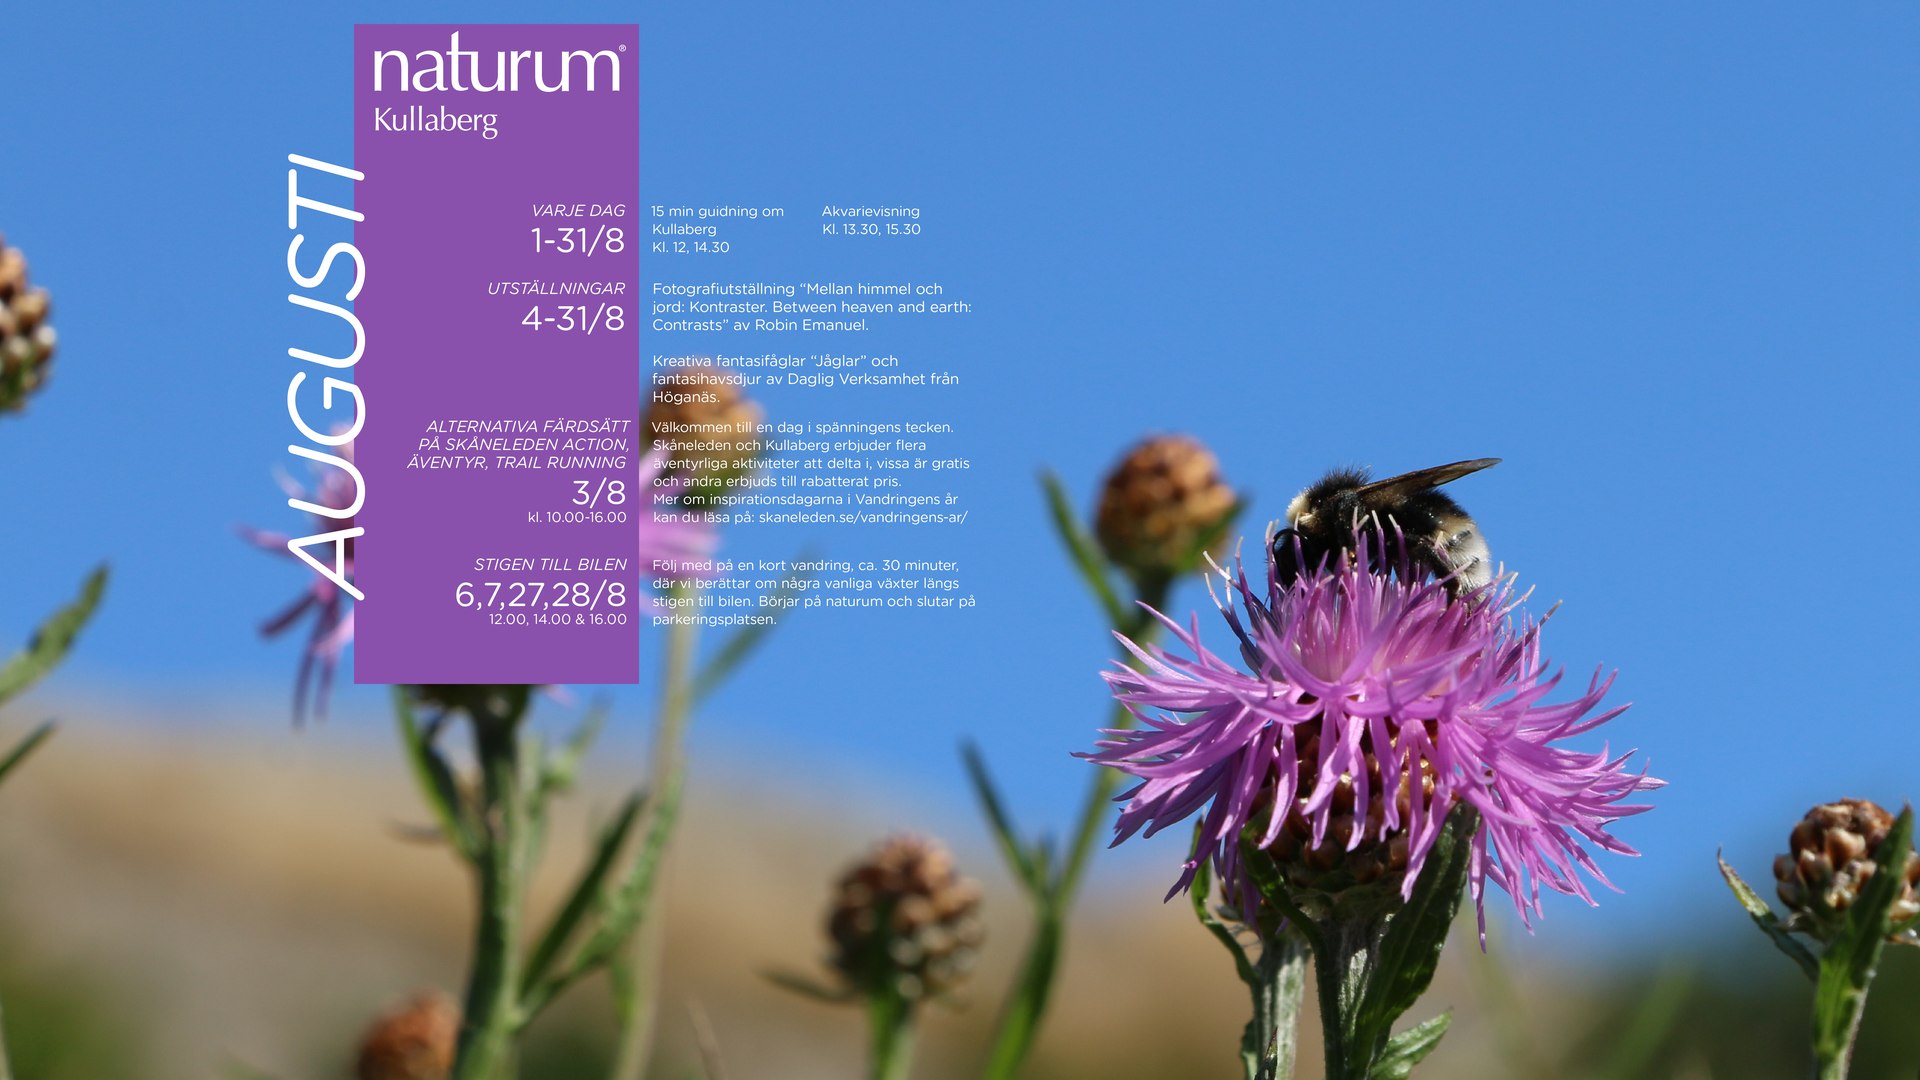 naturum®
Kullaberg
AUGUSTI
VARJE DAG
1-31/8
15 min guidning om
Kullaberg
Kl. 12, 14.30
Akvarievisning
Kl. 13.30, 15.30
UTSTÄLLNINGAR
4-31/8
Fotografiutställning “Mellan himmel och
jord: Kontraster. Between heaven and earth:
Contrasts” av Robin Emanuel.
Kreativa fantasifåglar “Jåglar” och
fantasihavsdjur av Daglig Verksamhet från
Höganäs.
ALTERNATIVA FÄRDSÄTT
PÅ SKÅNELEDEN ACTION,
ÄVENTYR, TRAIL RUNNING
3/8
kl. 10.00-16.00
Välkommen till en dag i spänningens tecken.
Skåneleden och Kullaberg erbjuder flera
äventyrliga aktiviteter att delta i, vissa är gratis
och andra erbjuds till rabatterat pris.
Mer om inspirationsdagarna i Vandringens år
kan du läsa på: skaneleden.se/vandringens-ar/
STIGEN TILL BILEN
6,7,27,28/8
12.00, 14.00 & 16.00
Följ med på en kort vandring, ca. 30 minuter,
där vi berättar om några vanliga växter längs
stigen till bilen. Börjar på naturum och slutar på
parkeringsplatsen.